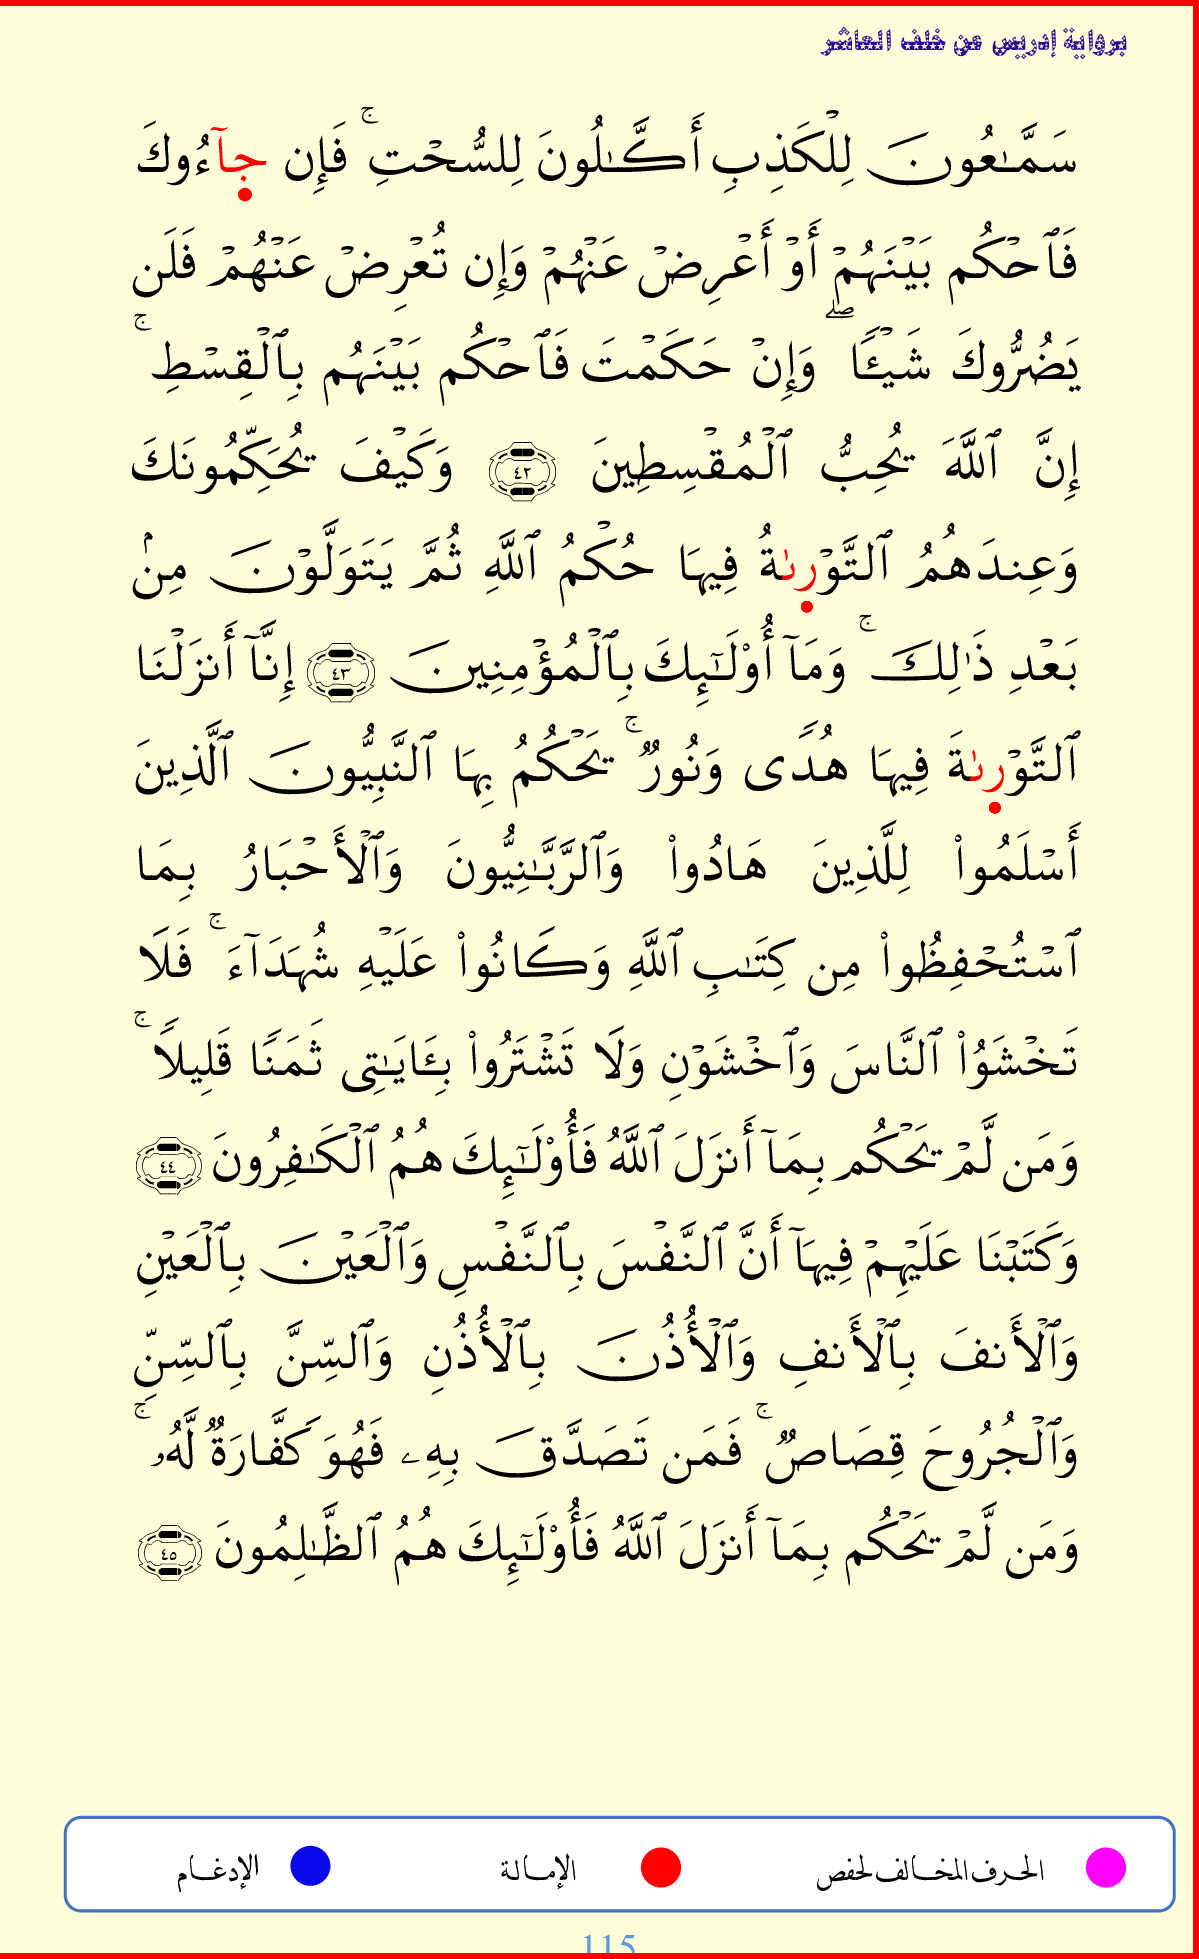 برواية إدريس عن خلف العاشر
سَمَّـٰعُونَ لِلْكَذِبِ أَكَّـٰلُونَ لِلسُّحْتِ ۚ فَإِن جَآءُوكَ
فَٱحْكُم بَيْنَهُمْ أَوْ أَعْرِضْ عَنْهُمْ وَإِن تُعْرِضْ عَنْهُمْ فَلَن
يَضُرُّوكَ شَيْـًٔا ۖ وَإِنْ حَكَمْتَ فَٱحْكُم بَيْنَهُم بِٱلْقِسْطِ ۚ
إِنَّ ٱللَّهَ يُحِبُّ ٱلْمُقْسِطِينَ ٤٢ وَكَيْفَ يُحَكِّمُونَكَ
وَعِندَهُمُ ٱلتَّوْرىٰةُ فِيهَا حُكْمُ ٱللَّهِ ثُمَّ يَتَوَلَّوْنَ مِنۢ
بَعْدِ ذَٰلِكَ ۚ وَمَآ أُو۟لَـٰٓئِكَ بِٱلْمُؤْمِنِينَ ٤٣ إِنَّآ أَنزَلْنَا
ٱلتَّوْرىٰةَ فِيهَا هُدًى وَنُورٌ ۚ يَحْكُمُ بِهَا ٱلنَّبِيُّونَ ٱلَّذِينَ
أَسْلَمُوا۟ لِلَّذِينَ هَادُوا۟ وَٱلرَّبَّـٰنِيُّونَ وَٱلْأَحْبَارُ بِمَا
ٱسْتُحْفِظُوا۟ مِن كِتَـٰبِ ٱللَّهِ وَكَانُوا۟ عَلَيْهِ شُهَدَآءَ ۚ فَلَا
تَخْشَوُا۟ ٱلنَّاسَ وَٱخْشَوْنِ وَلَا تَشْتَرُوا۟ بِـَٔايَـٰتِى ثَمَنًا قَلِيلًا ۚ
وَمَن لَّمْ يَحْكُم بِمَآ أَنزَلَ ٱللَّهُ فَأُو۟لَـٰٓئِكَ هُمُ ٱلْكَـٰفِرُونَ ٤٤
وَكَتَبْنَا عَلَيْهِمْ فِيهَآ أَنَّ ٱلنَّفْسَ بِٱلنَّفْسِ وَٱلْعَيْنَ بِٱلْعَيْنِ
وَٱلْأَنفَ بِٱلْأَنفِ وَٱلْأُذُنَ بِٱلْأُذُنِ وَٱلسِّنَّ بِٱلسِّنِّ
وَٱلْجُرُوحَ قِصَاصٌ ۚ فَمَن تَصَدَّقَ بِهِۦ فَهُوَ كَفَّارَةٌ لَّهُۥ ۚ
وَمَن لَّمْ يَحْكُم بِمَآ أَنزَلَ ٱللَّهُ فَأُو۟لَـٰٓئِكَ هُمُ ٱلظَّـٰلِمُونَ ٤٥
الحرف المخالف لحفص الإمالة الإدغام
115